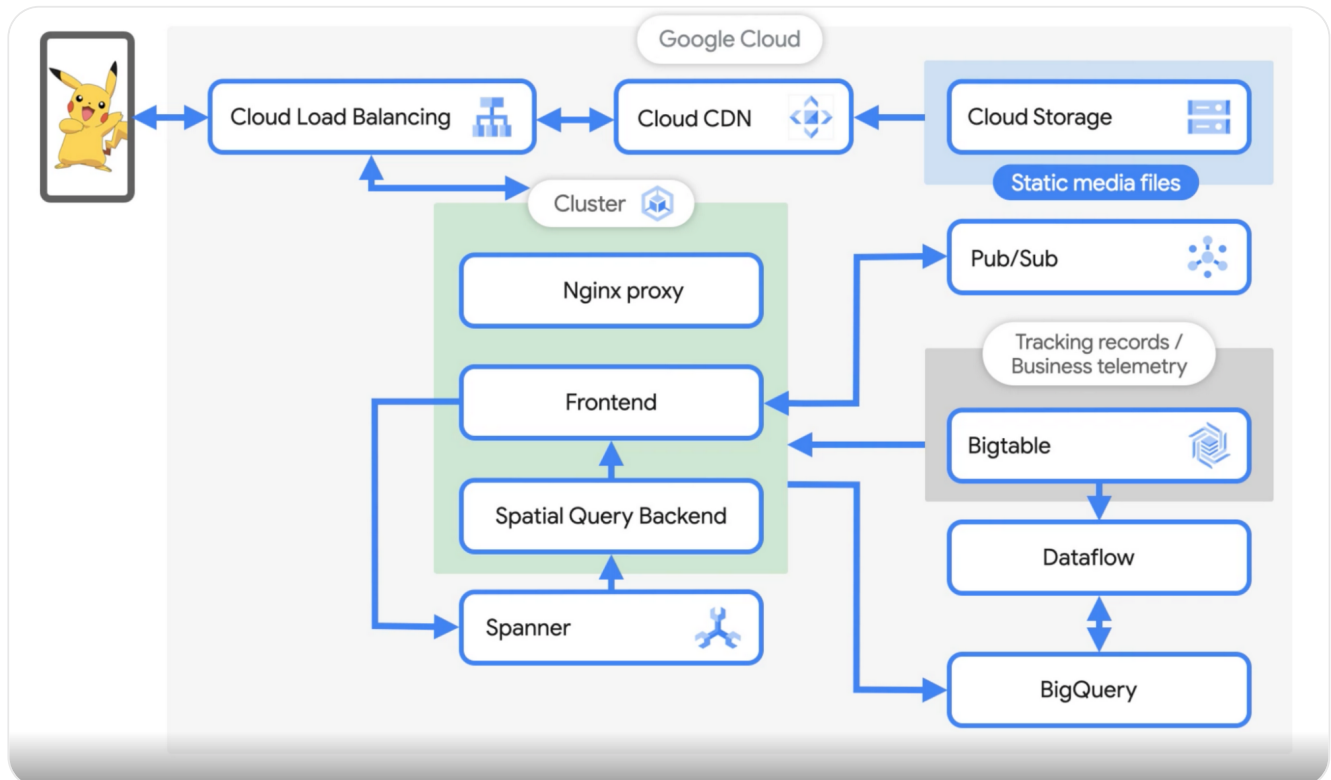 Google Cloud
Cloud Load Balancing
Cloud CDN
Cloud Storage
Static media files
Cluster
Nginx proxy
Pub/Sub
Tracking records /
Business telemetry
Frontend
Bigtable
Spatial Query Backend
Dataflow
Spanner
BigQuery